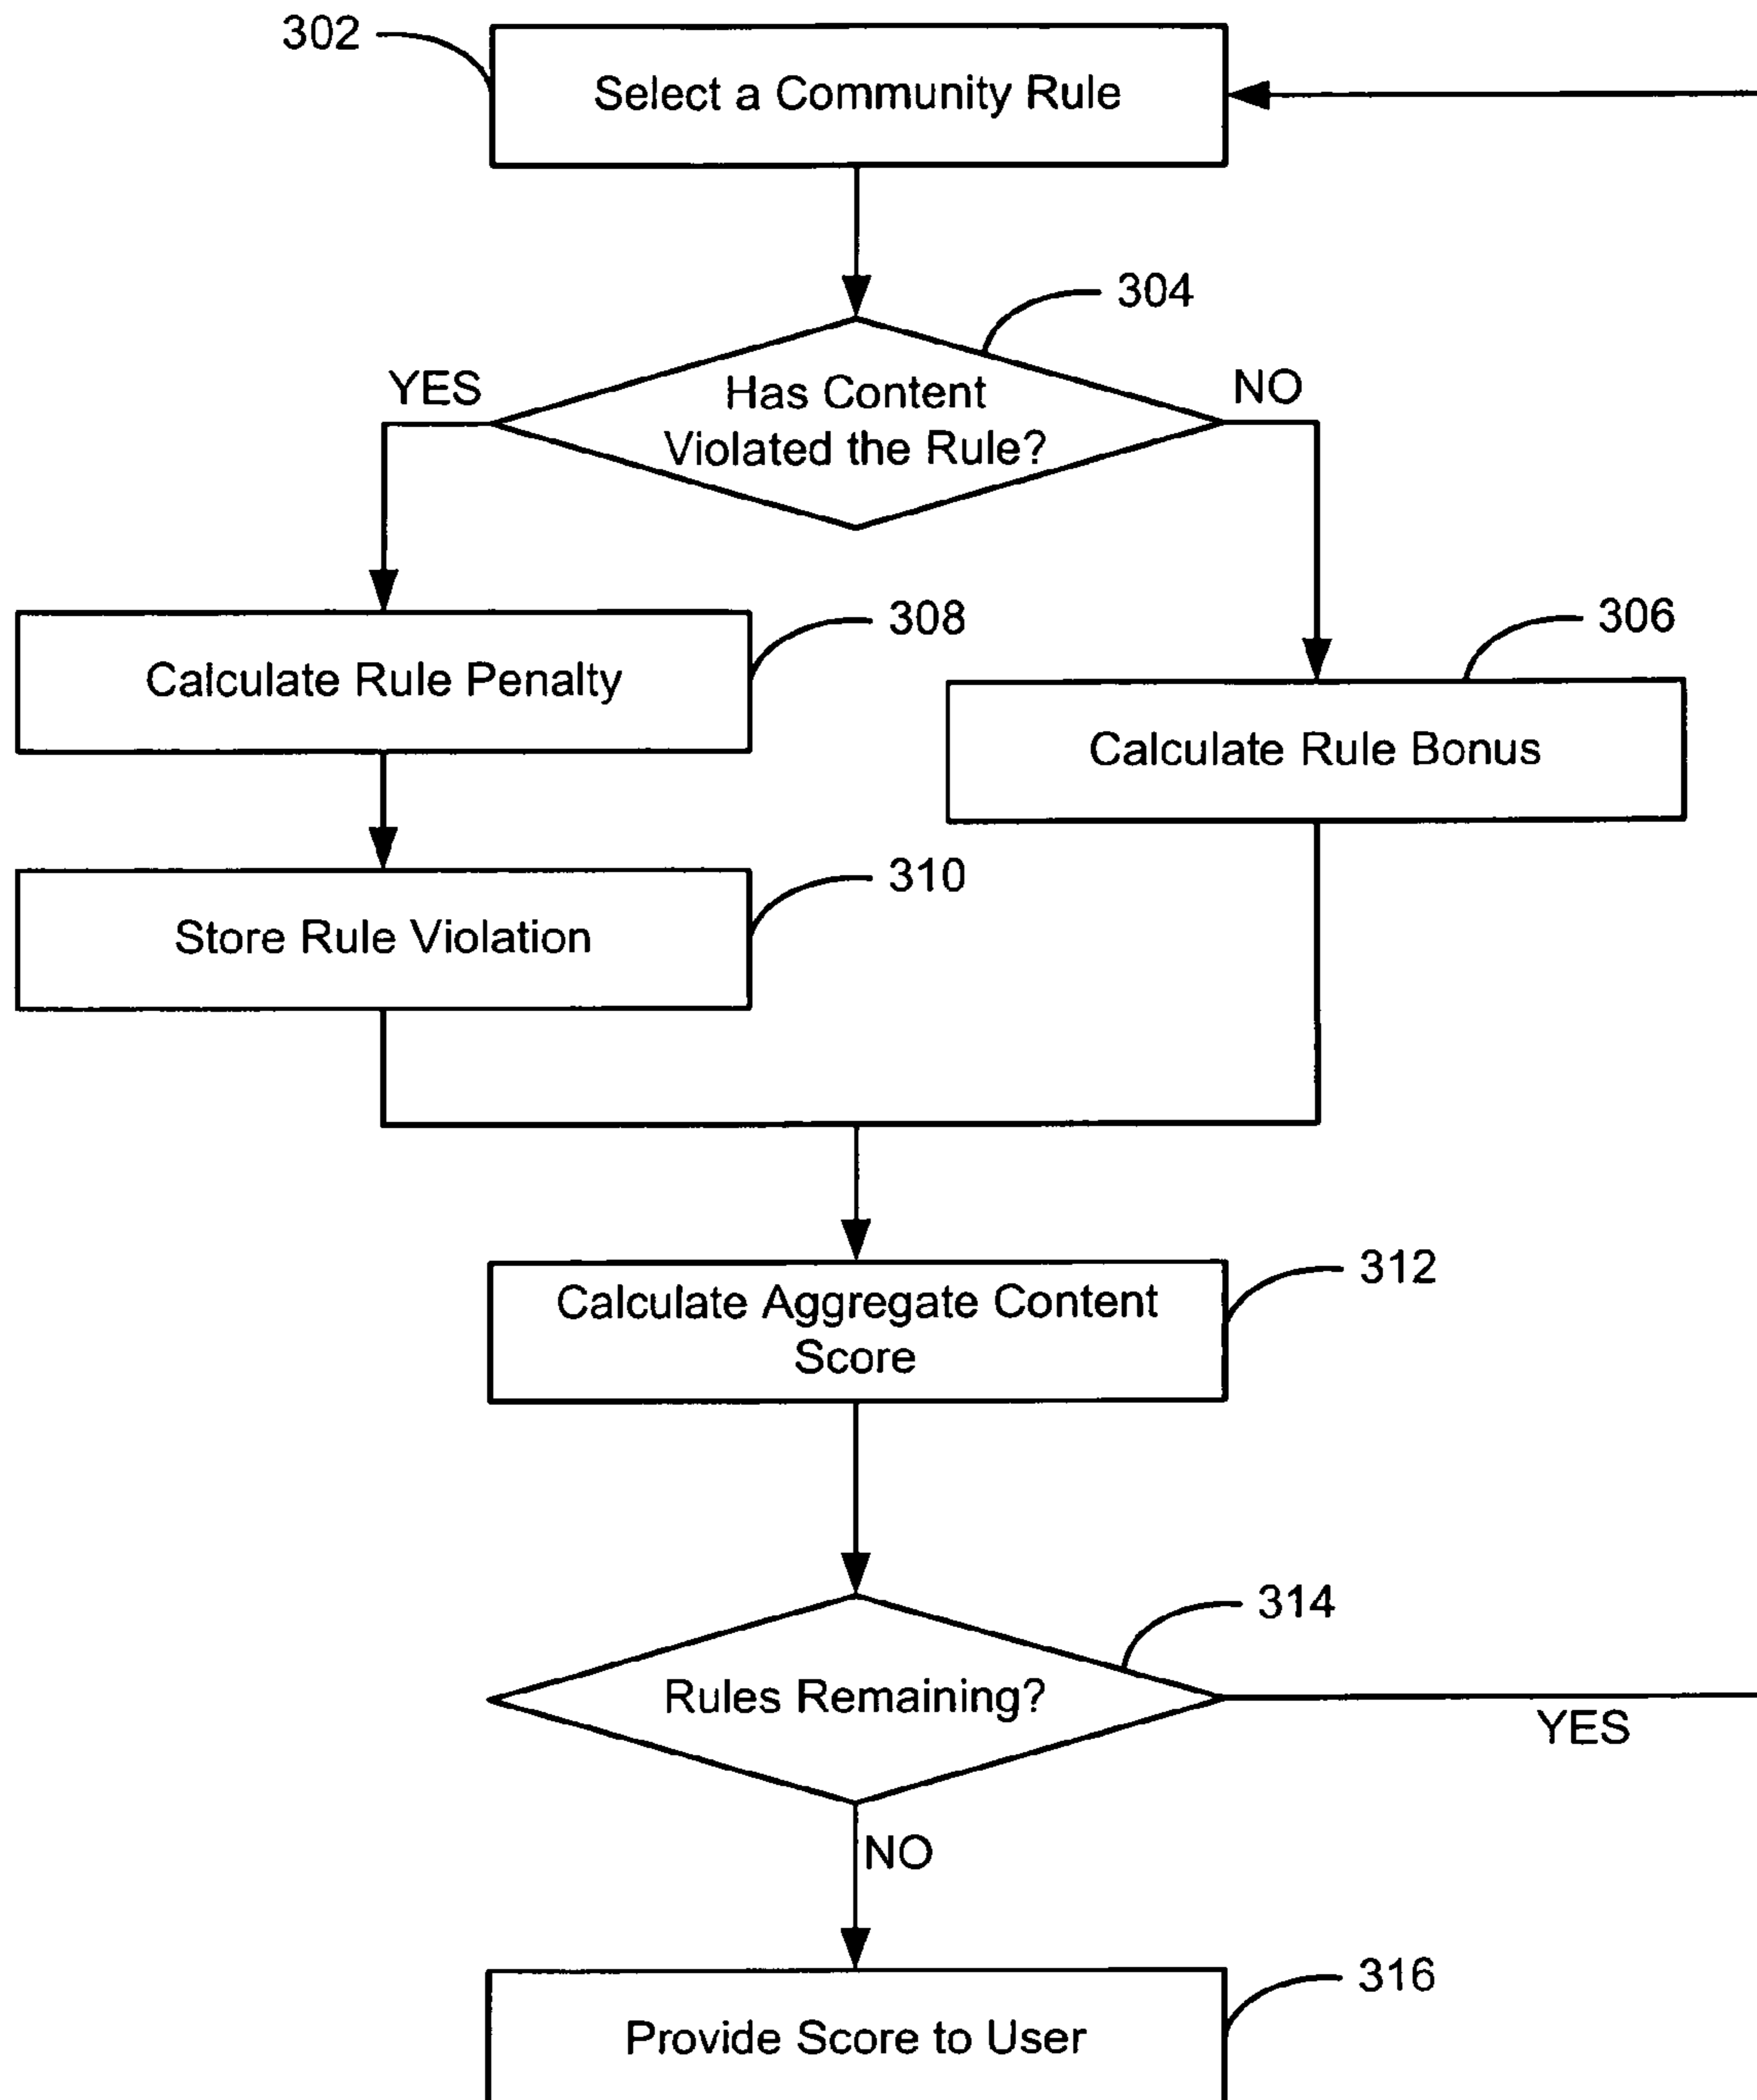 302
Select a Community Rule
304
YES
Has Content
Violated the Rule?
NO
308
306
Calculate Rule Penalty
Calculate Rule Bonus
310
Store Rule Violation
312
Calculate Aggregate Content
Score
314
Rules Remaining?
YES
NO
316
Provide Score to User